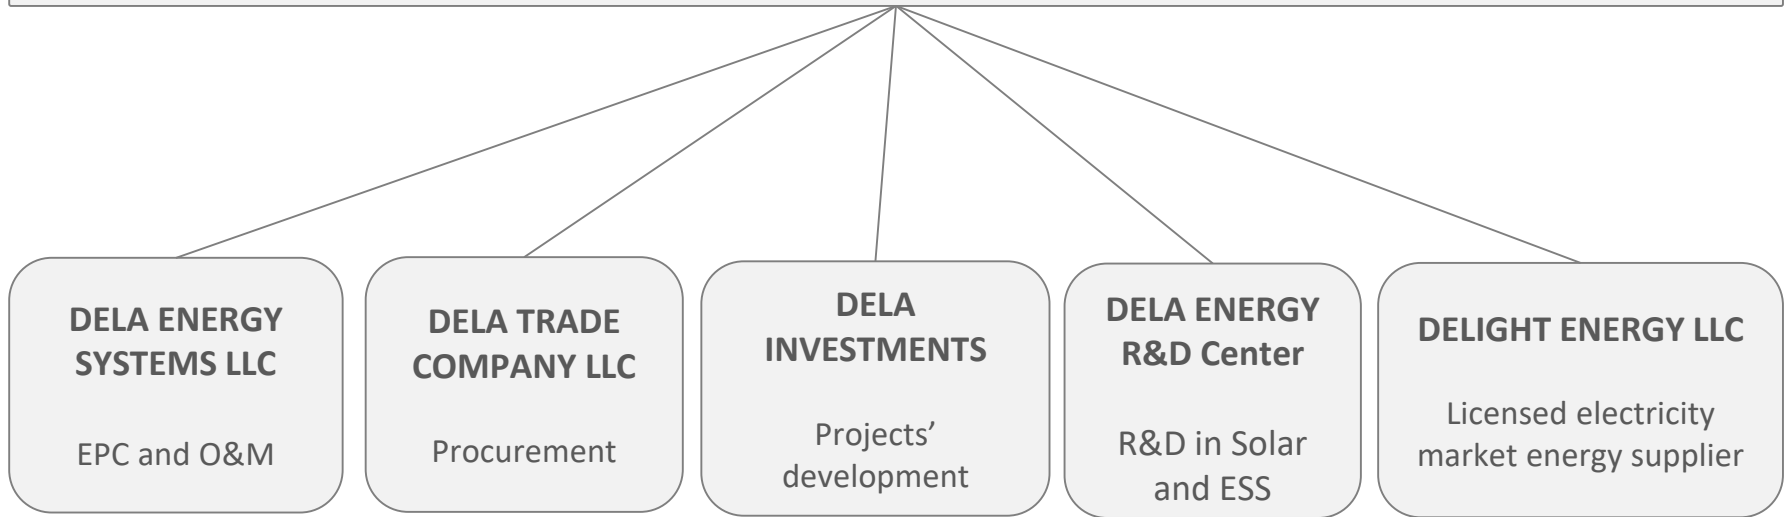 DELA ENERGY
SYSTEMS LLC
EPC and O&M
DELA TRADE
COMPANY LLC
Procurement
DELA
INVESTMENTS
Projects’
development
DELA ENERGY
R&D Center
R&D in Solar
and ESS
DELIGHT ENERGY LLC
Licensed electricity
market energy supplier